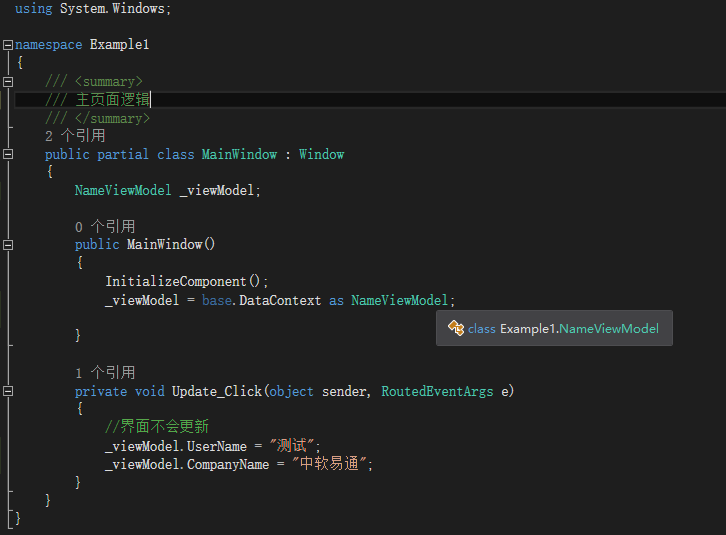 using System.Windows;
namespace Example1
{
/// <summary>
/// 主页面逻辑
/// </summary>
2 个引用
public partial class MainWindow : Window
{
NameViewModel _viewModel;
0 个引用
public MainWindow()
{
InitializeComponent();
_viewModel = base.DataContext as NameViewModel;
class Example1.NameViewModel
}
1 个引用
private void Update_Click(object sender, RoutedEventArgs e)
{
//界面不会更新
_viewModel.UserName = "测试";
_viewModel.CompanyName = "中软易通";
}
}
}